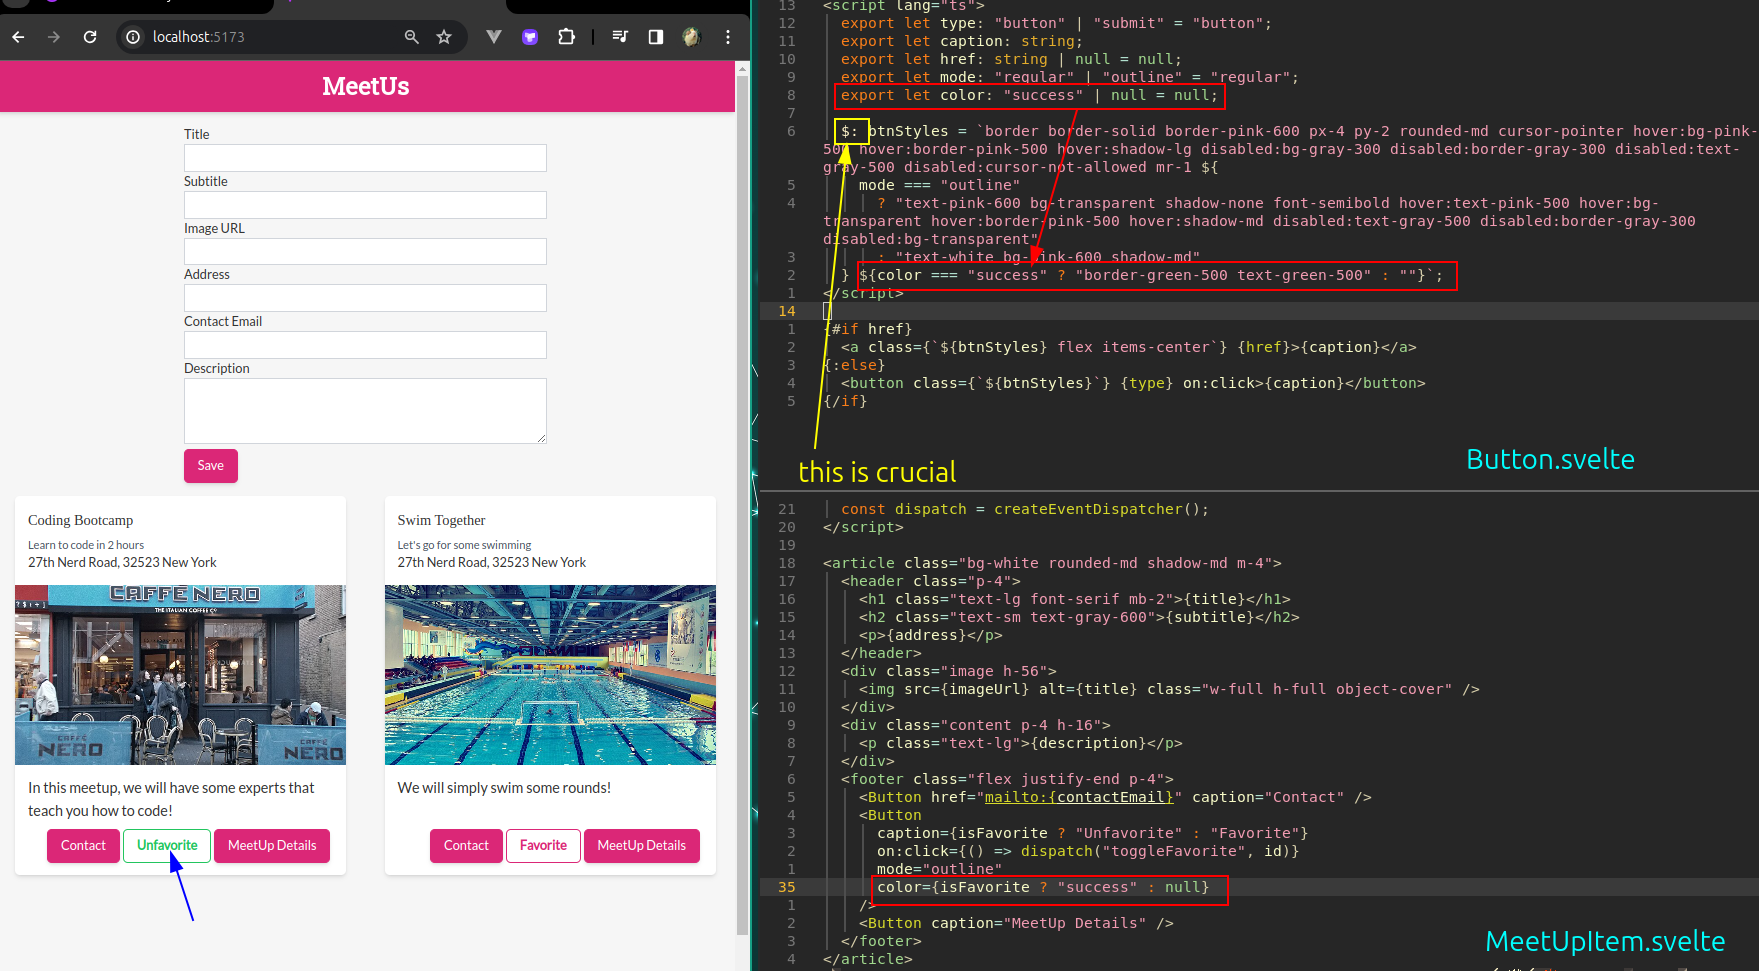 localhost:5173
MeetUs
Title
Subtitle
Image URL
Address
Contact Email
Description
Save
Coding Bootcamp
Learn to code in 2 hours
27th Nerd Road, 32523 New York
CAFFÈ NERO
THE ITALIAN COFFEE Co
CAFFÈ
NERO
CAFFÈ
NERO
In this meetup, we will have some experts that
teach you how to code!
Contact
Unfavorite
MeetUp Details
Swim Together
Let's go for some swimming
27th Nerd Road, 32523 New York
We will simply swim some rounds!
Contact
Favorite
MeetUp Details
13 <script lang="ts">
12 export let type: "button" | "submit" = "button";
11 export let caption: string;
10 export let href: string | null = null;
9 export let mode: "regular" | "outline" = "regular";
8 export let color: "success" | null = null;
7
6 $: btnStyles = `border border-solid border-pink-600 px-4 py-2 rounded-md cursor-pointer hover:bg-pink-
500 hover:border-pink-500 hover:shadow-lg disabled:bg-gray-300 disabled:border-gray-300 disabled:text-
gray-500 disabled:cursor-not-allowed mr-1 ${
5 mode === "outline"
4 ? "text-pink-600 bg-transparent shadow-none font-semibold hover:text-pink-500 hover:bg-
transparent hover:border-pink-500 hover:shadow-md disabled:text-gray-500 disabled:border-gray-300
disabled:bg-transparent"
3 : "text-white bg-pink-600 shadow-md"
2 } ${color === "success" ? "border-green-500 text-green-500" : ""}`;
1 </script>
14
1 {#if href}
2 <a class={`${btnStyles} flex items-center`} {href}>{caption}</a>
3 {:else}
4 <button class={`${btnStyles}`} {type} on:click>{caption}</button>
5 {/if}
this is crucial
Button.svelte
21 const dispatch = createEventDispatcher();
20 </script>
19
18 <article class="bg-white rounded-md shadow-md m-4">
17 <header class="p-4">
16 <h1 class="text-lg font-serif mb-2">{title}</h1>
15 <h2 class="text-sm text-gray-600">{subtitle}</h2>
14 <p>{address}</p>
13 </header>
12 <div class="image h-56">
11 <img src={imageUrl} alt={title} class="w-full h-full object-cover" />
10 </div>
9 <div class="content p-4 h-16">
8 <p class="text-lg">{description}</p>
7 </div>
6 <footer class="flex justify-end p-4">
5 <Button href="mailto:{contactEmail}" caption="Contact" />
4 <Button
3 caption={isFavorite ? "Unfavorite" : "Favorite"}
2 on:click={() => dispatch("toggleFavorite", id)}
1 mode="outline"
35 color={isFavorite ? "success" : null}
1 />
2 <Button caption="MeetUp Details" />
3 </footer>
4 </article>
MeetUpItem.svelte